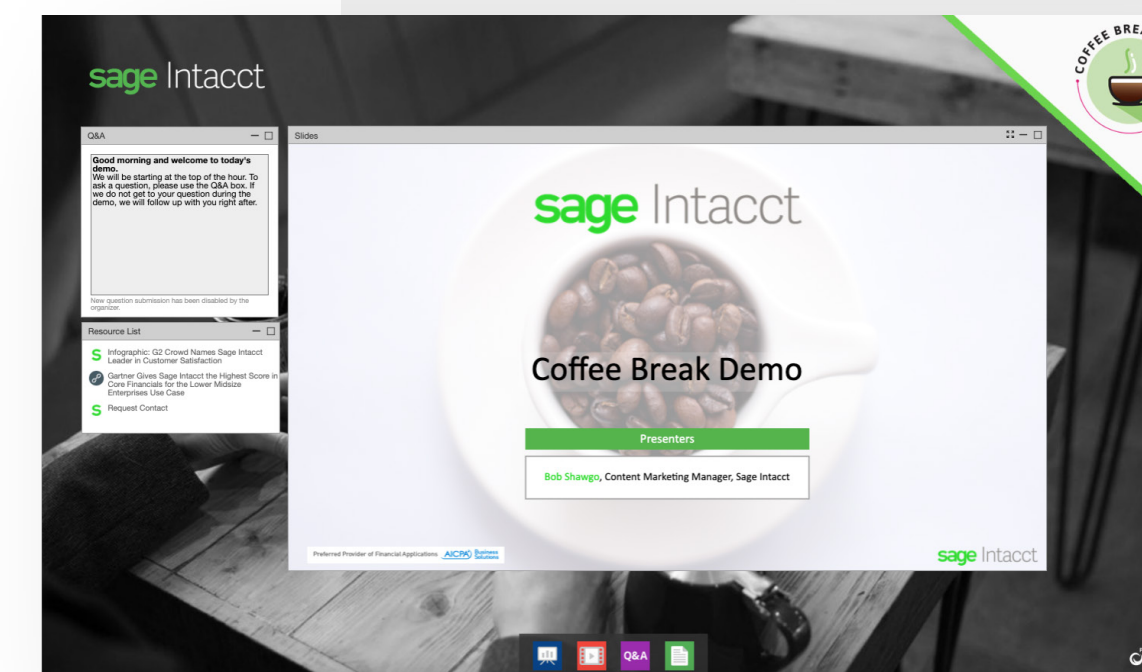 sage Intacct
COFFEE
Q&A
Good morning and welcome to today's
demo.
We will be starting at the top of the hour. To
ask a question, please use the Q&A box. If
we do not get to your question during the
demo, we will follow up with you right after.
New question submission has been disabled by the
organizer.
Resource List
Infographic: G2 Crowd Names Sage Intacct
Leader in Customer Satisfaction
Gartner Gives Sage Intacct the Highest Score in
Core Financials for the Lower Midsize
Enterprises Use Case
Request Contact
Slides
sage Intacct
Coffee Break Demo
Presenters
Bob Shawgo, Content Marketing Manager, Sage Intacct
Preferred Provider of Financial Applications AICPA Business
Solutions
sage Intacct
Q&A